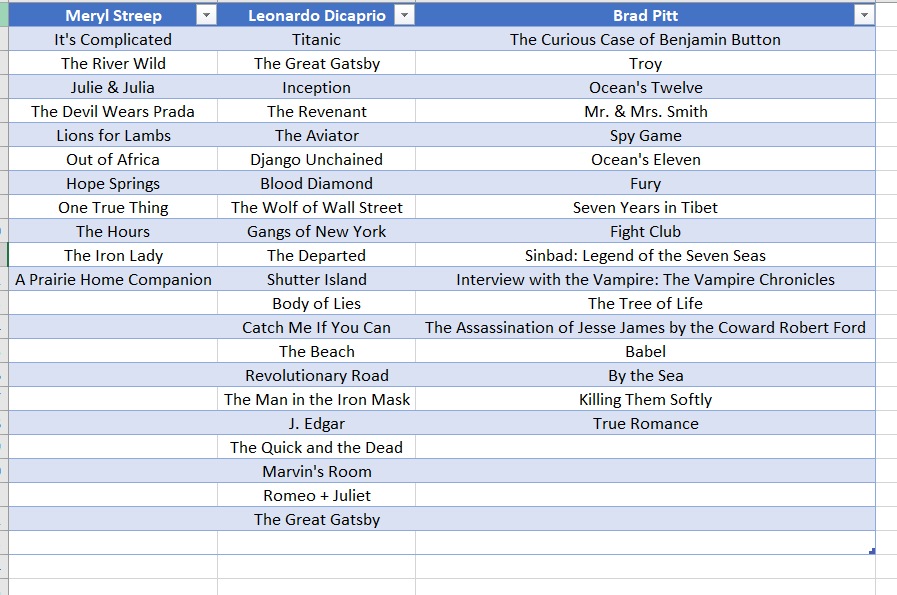 Meryl Streep Leonardo Dicaprio Brad Pitt
It's Complicated Titanic The Curious Case of Benjamin Button
The River Wild The Great Gatsby Troy
Julie & Julia Inception Ocean's Twelve
The Devil Wears Prada The Revenant Mr. & Mrs. Smith
Lions for Lambs The Aviator Spy Game
Out of Africa Django Unchained Ocean's Eleven
Hope Springs Blood Diamond Fury
One True Thing The Wolf of Wall Street Seven Years in Tibet
The Hours Gangs of New York Fight Club
The Iron Lady The Departed Sinbad: Legend of the Seven Seas
A Prairie Home Companion Shutter Island Interview with the Vampire: The Vampire Chronicles
Body of Lies The Tree of Life
Catch Me If You Can The Assassination of Jesse James by the Coward Robert Ford
The Beach Babel
Revolutionary Road By the Sea
The Man in the Iron Mask Killing Them Softly
J. Edgar True Romance
The Quick and the Dead
Marvin's Room
Romeo + Juliet
The Great Gatsby